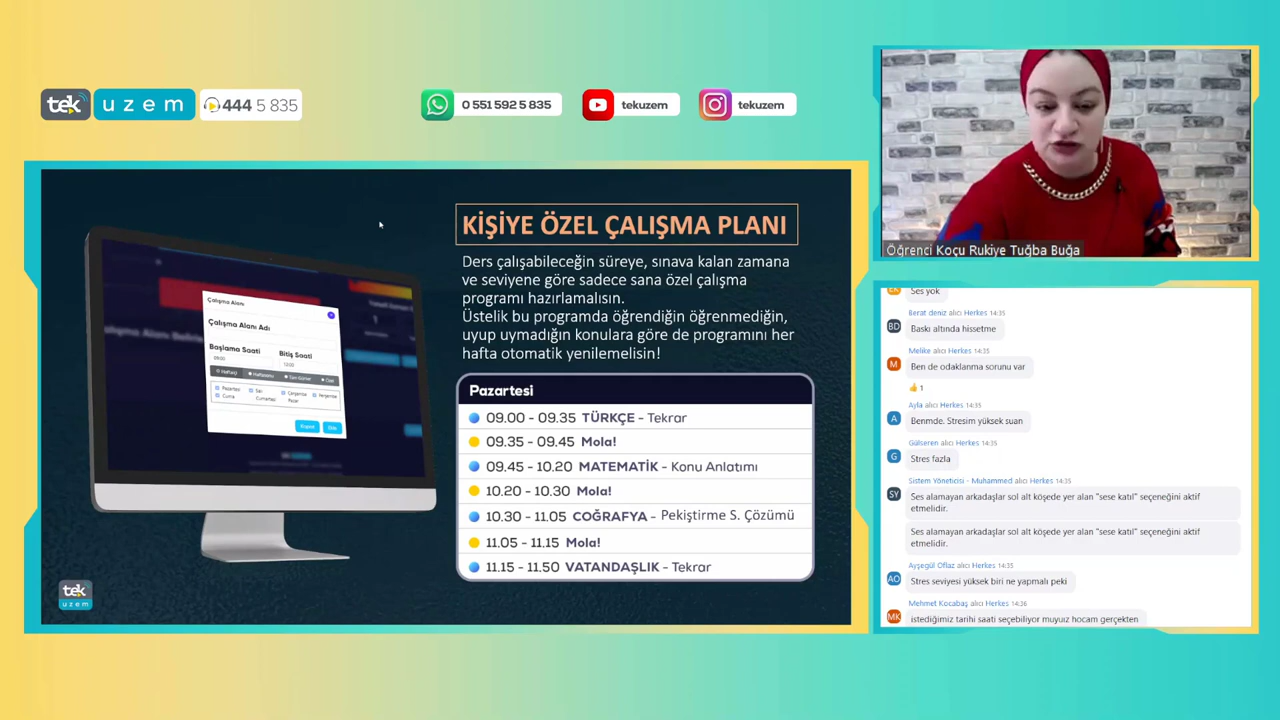 tek uzem 444 5 835
0 551 592 5 835
tekuzem
tekuzem
KİŞİYE ÖZEL ÇALIŞMA PLANI
Ders çalışabileceğin süreye, sınava kalan zamana
ve seviyene göre sadece sana özel çalışma
programı hazırlamalısın.
Üstelik bu programda öğrendiğin öğrenmediğin,
uyup uymadığın konulara göre de programını her
hafta otomatik yenilemelisin!
Çalışma Alanı
Çalışma Alanı Adı
Başlama Saati Bitiş Saati
Pazartesi
09.00 - 09.35 TÜRKÇE - Tekrar
09.35 - 09.45 Mola!
09.45 - 10.20 MATEMATİK - Konu Anlatımı
10.20 - 10.30 Mola!
10.30 - 11.05 COĞRAFYA - Pekiştirme S. Çözümü
11.05 - 11.15 Mola!
11.15 - 11.50 VATANDAŞLIK - Tekrar
tek
uzem
Öğrenci Koçu Rukiye Tuğba Buğa
Ses yok
Berat deniz alıcı Herkes 14:35
BD
Baskı altında hissetme
Melike alıcı Herkes 14:35
M
Ben de odaklanma sorunu var
1
Ayfa alıcı Herkes 14:35
A
Benmde. Stresim yüksek suan
Gülseren alıcı Herkes 14:35
G
Stres fazla
Sistem Yöneticisi - Muhammed alıcı Herkes 14:35
SY
Ses alamayan arkadaşlar sol alt köşede yer alan "sese katıl" seçeneğini aktif
etmelidir.
Ses alamayan arkadaşlar sol alt köşede yer alan "sese katıl" seçeneğini aktif
etmelidir.
Ayşegül Oflaz alıcı Herkes 14:35
AO
Stres seviyesi yüksek biri ne yapmalı peki
Mehmet Kocabaş alıcı Herkes 14:36
MK
istediğimiz tarihi saati seçebiliyor muyuz hocam gerçekten